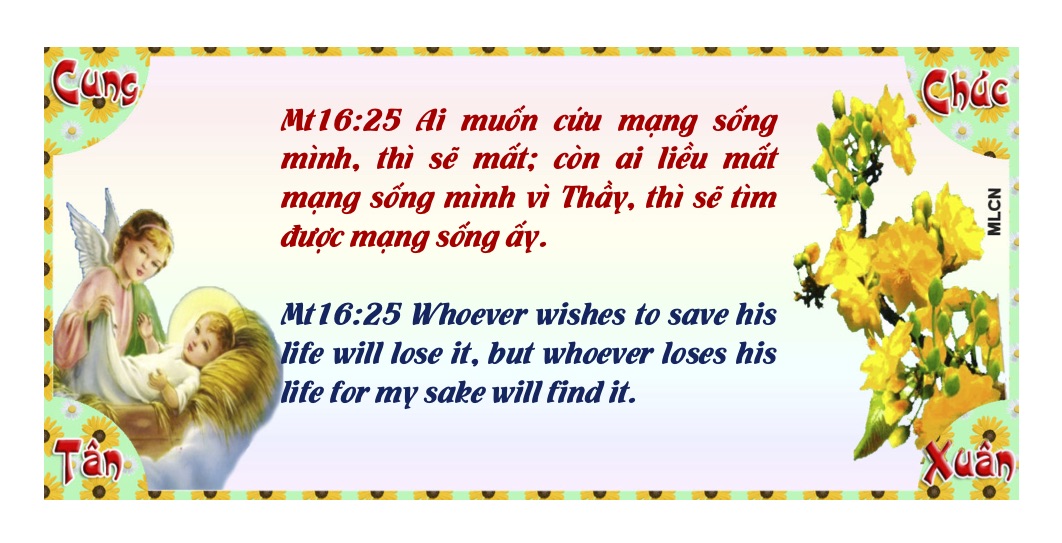 Cung
Chúc
Mt16:25 Ai muốn cứu mạng sống
mình, thì sẽ mất; còn ai liều mất
mạng sống mình vì Thầy, thì sẽ tìm
được mạng sống ấy.
MLCN
Mt16:25 Whoever wishes to save his
life will lose it, but whoever loses his
life for my sake will find it.
Tân
Xuân